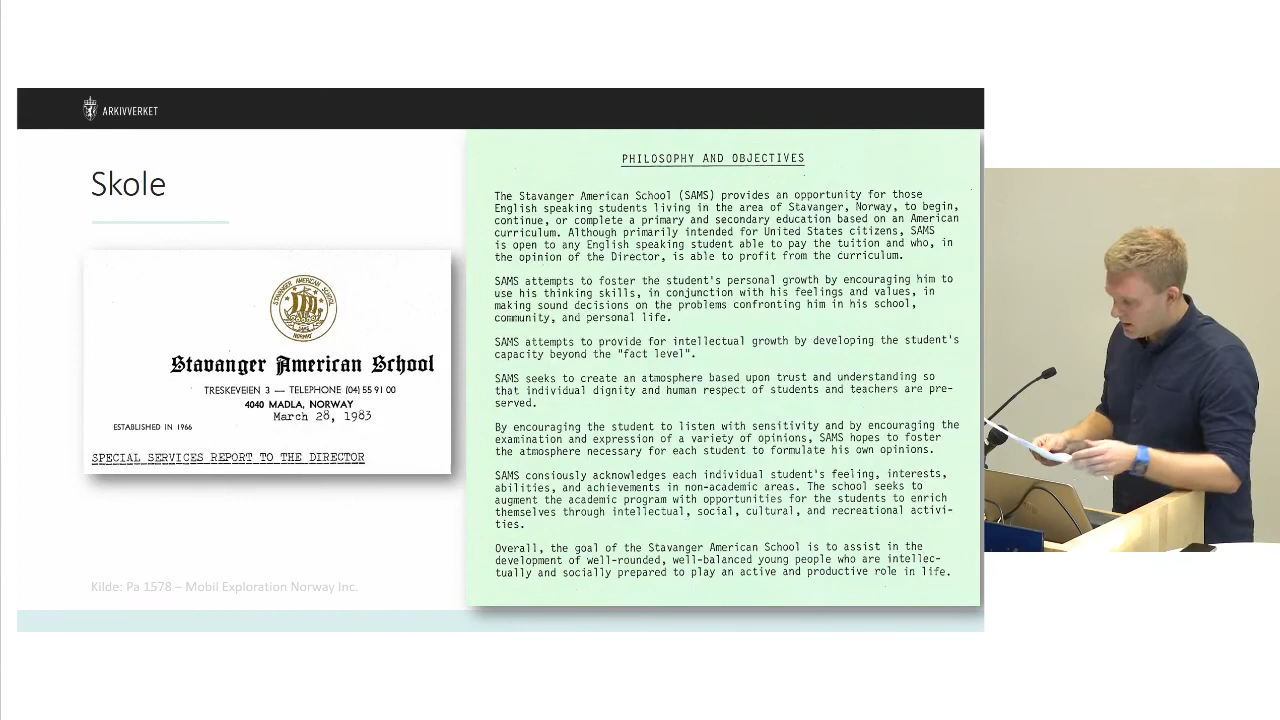 ARKIVVERKET
Skole
STAVANGER AMERICAN SCHOOL
NORWAY
Stavanger American School
TRESKEVEIEN 3 — TELEPHONE (04) 55 91 00
4040 MADLA, NORWAY
March 28, 1983
ESTABLISHED IN 1966
SPECIAL SERVICES REPORT TO THE DIRECTOR
Kilde: Pa 1578 – Mobil Exploration Norway Inc.
PHILOSOPHY AND OBJECTIVES
The Stavanger American School (SAMS) provides an opportunity for those
English speaking students living in the area of Stavanger, Norway, to begin,
continue, or complete a primary and secondary education based on an American
curriculum. Although primarily intended for United States citizens, SAMS
is open to any English speaking student able to pay the tuition and who, in
the opinion of the Director, is able to profit from the curriculum.
SAMS attempts to foster the student's personal growth by encouraging him to
use his thinking skills, in conjunction with his feelings and values, in
making sound decisions on the problems confronting him in his school,
community, and personal life.
SAMS attempts to provide for intellectual growth by developing the student's
capacity beyond the "fact level".
SAMS seeks to create an atmosphere based upon trust and understanding so
that individual dignity and human respect of students and teachers are pre-
served.
By encouraging the student to listen with sensitivity and by encouraging the
examination and expression of a variety of opinions, SAMS hopes to foster
the atmosphere necessary for each student to formulate his own opinions.
SAMS consiously acknowledges each individual student's feeling, interests,
abilities, and achievements in non-academic areas. The school seeks to
augment the academic program with opportunities for the students to enrich
themselves through intellectual, social, cultural, and recreational activi-
ties.
Overall, the goal of the Stavanger American School is to assist in the
development of well-rounded, well-balanced young people who are intellec-
tually and socially prepared to play an active and productive role in life.